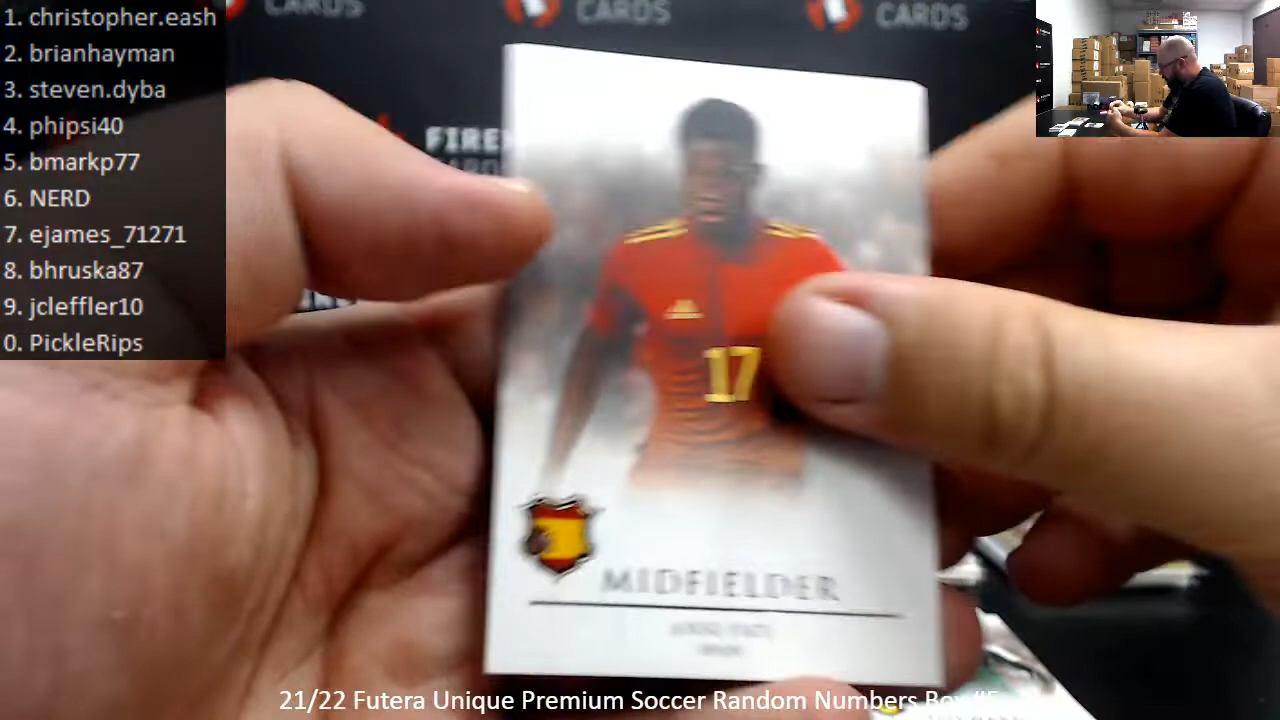 1. christopher.eash
2. brianhayman
3. steven.dyba
4. phipsi40
5. bmarkp77
6. NERD
7. ejames_71271
8. bhruska87
9. jcleffler10
0. PickleRips
CARDS
CARDS
CARDS
17
MIDFIELDER
21/22 Futera Unique Premium Soccer Random Numbers Box